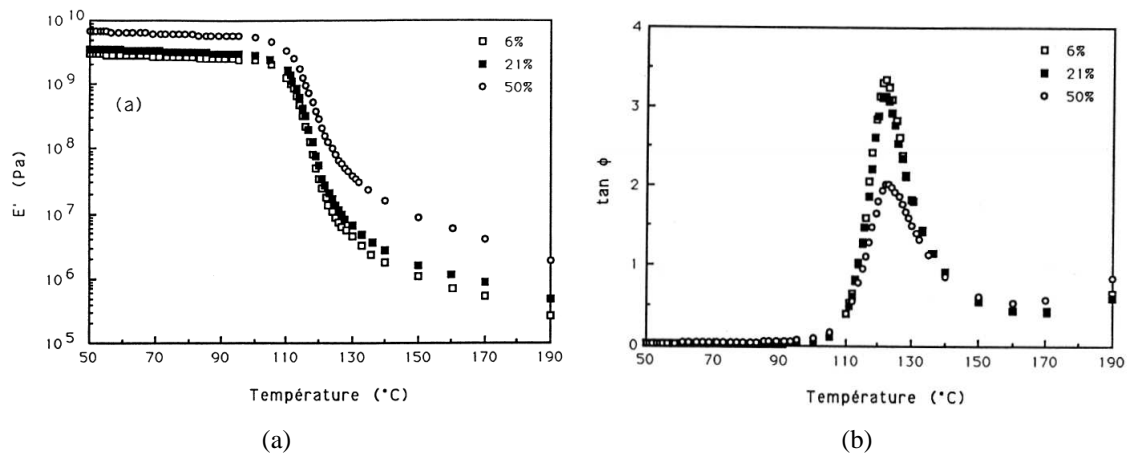 10¹⁰
10⁹
10⁸
10⁷
10⁶
10⁵
E' (Pa)
(a)
6%
21%
50%
50 70 90 110 130 150 170 190
Température (°C)
(a)
4
3
2
1
0
tan ϕ
6%
21%
50%
50 70 90 110 130 150 170 190
Température (°C)
(b)